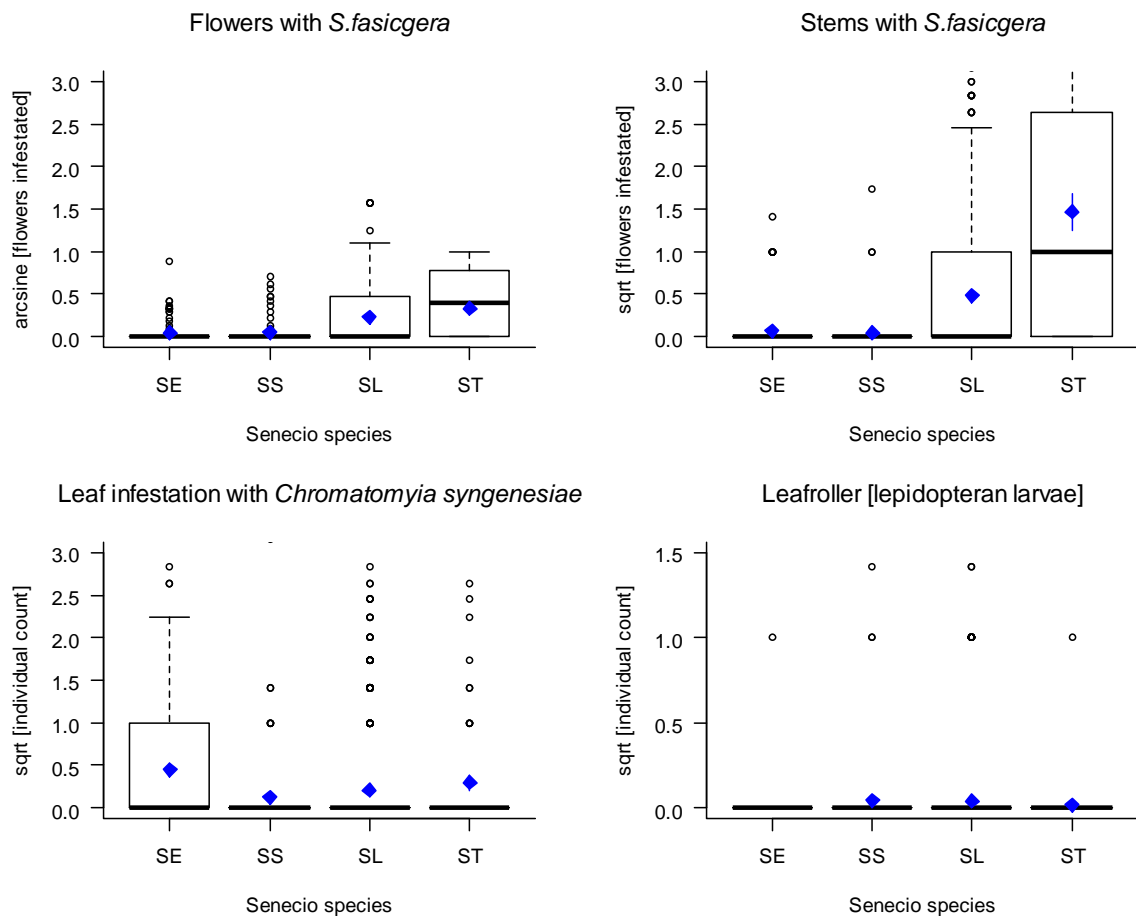 Flowers with S.fasicgera
arcsine [flowers infestated]
3.0
2.5
2.0
1.5
1.0
0.5
0.0
SE SS SL ST
Senecio species
Stems with S.fasicgera
sqrt [flowers infestated]
3.0
2.5
2.0
1.5
1.0
0.5
0.0
SE SS SL ST
Senecio species
Leaf infestation with Chromatomyia syngenesiae
sqrt [individual count]
3.0
2.5
2.0
1.5
1.0
0.5
0.0
SE SS SL ST
Senecio species
Leafroller [lepidopteran larvae]
sqrt [individual count]
1.5
1.0
0.5
0.0
SE SS SL ST
Senecio species